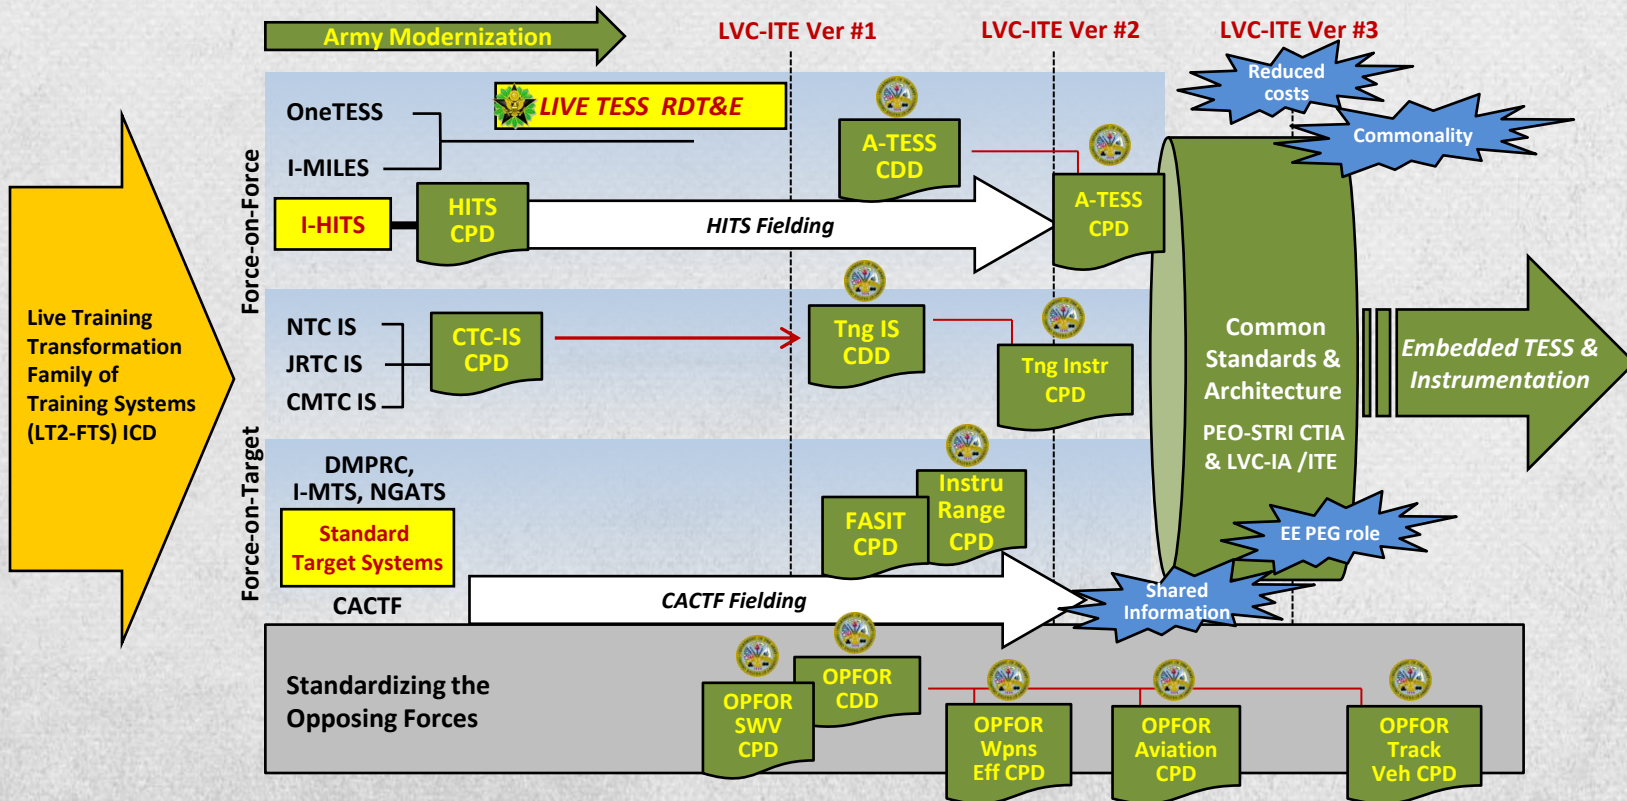 Army Modernization
LVC-ITE Ver #1
LVC-ITE Ver #2
LVC-ITE Ver #3
Reduced
costs
Commonality
Live Training
Transformation
Family of
Training Systems
(LT2-FTS) ICD
Force-on-Force
OneTESS
I-MILES
LIVE TESS RDT&E
A-TESS
CDD
A-TESS
CPD
I-HITS
HITS
CPD
HITS Fielding
NTC IS
JRTC IS
CMTC IS
CTC-IS
CPD
Tng IS
CDD
Tng Instr
CPD
Common
Standards &
Architecture
PEO-STRI CTIA
& LVC-IA /ITE
Embedded TESS &
Instrumentation
Force-on-Target
DMPRC,
I-MTS, NGATS
Standard
Target Systems
CACTF
FASIT
CPD
Instru
Range
CPD
CACTF Fielding
EE PEG role
Shared
Information
Standardizing the
Opposing Forces
OPFOR
SWV
CPD
OPFOR
CDD
OPFOR
Wpns
Eff CPD
OPFOR
Aviation
CPD
OPFOR
Track
Veh CPD